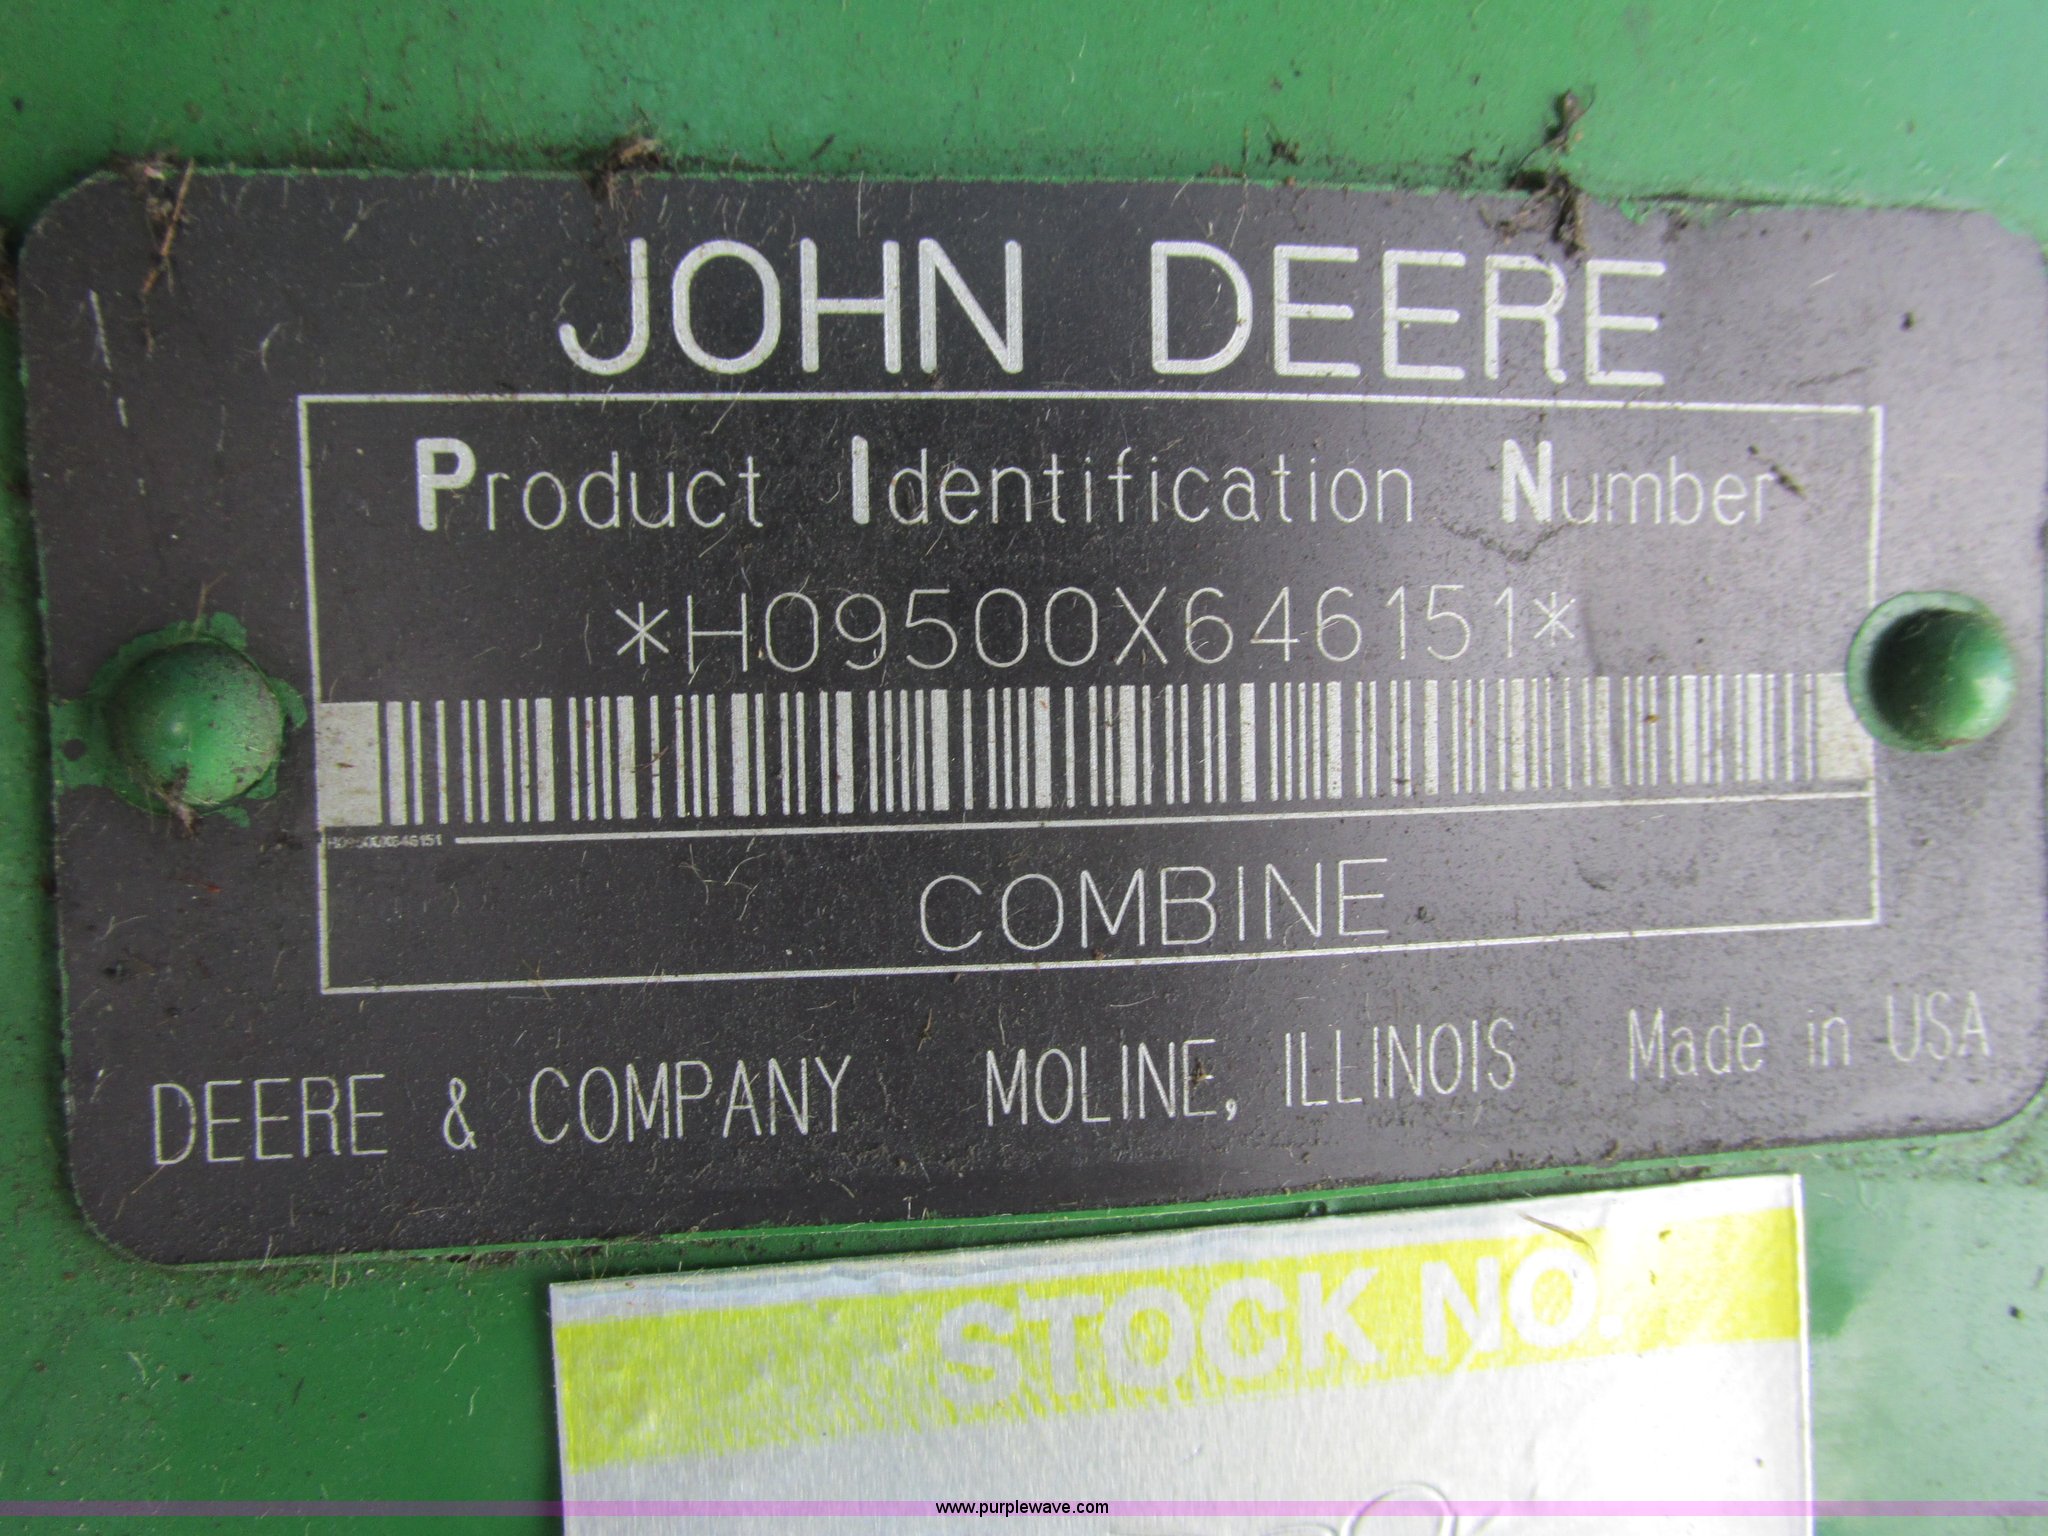 JOHN DEERE
Product Identification Number
*H09500X646151*
H09500X646151
COMBINE
DEERE & COMPANY MOLINE, ILLINOIS Made in USA
STOCK NO.
www.purplewave.com